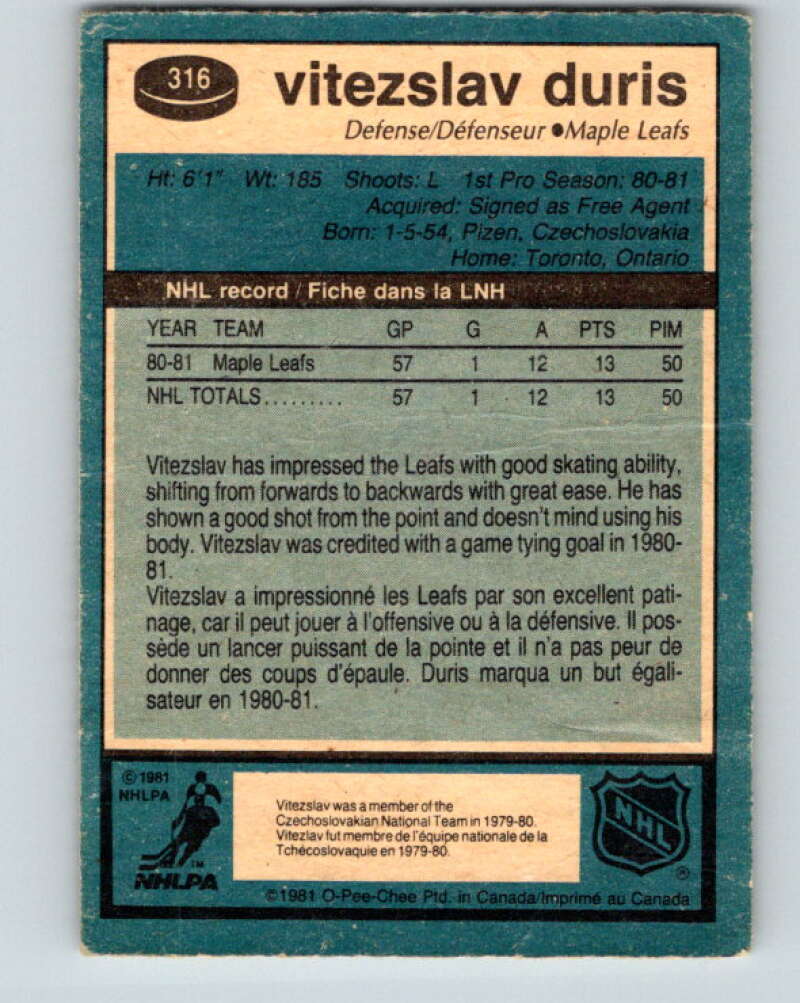 316
vitezslav duris
Defense/Défenseur •Maple Leafs
Ht: 6'1" Wt: 185 Shoots: L 1st Pro Season: 80-81
Acquired: Signed as Free Agent
Born: 1-5-54, Plzen, Czechoslovakia
Home: Toronto, Ontario
NHL record / Fiche dans la LNH
YEAR TEAM GP G A PTS PIM
80-81 Maple Leafs 57 1 12 13 50
NHL TOTALS......... 57 1 12 13 50
Vitezslav has impressed the Leafs with good skating ability,
shifting from forwards to backwards with great ease. He has
shown a good shot from the point and doesn't mind using his
body. Vitezslav was credited with a game tying goal in 1980-
81.
Vitezslav a impressionné les Leafs par son excellent pati-
nage, car il peut jouer à l'offensive ou à la défensive. Il pos-
sède un lancer puissant de la pointe et il n'a pas peur de
donner des coups d'épaule. Duris marqua un but égali-
sateur en 1980-81.
© 1981
NHLPA
Vitezslav was a member of the
Czechoslovakian National Team in 1979-80.
Vitezlav fut membre de l'équipe nationale de la
Tchécoslovaquie en 1979-80.
TM
NHLPA
NHL
®
©1981 O-Pee-Chee Ptd. in Canada/Imprimé au Canada